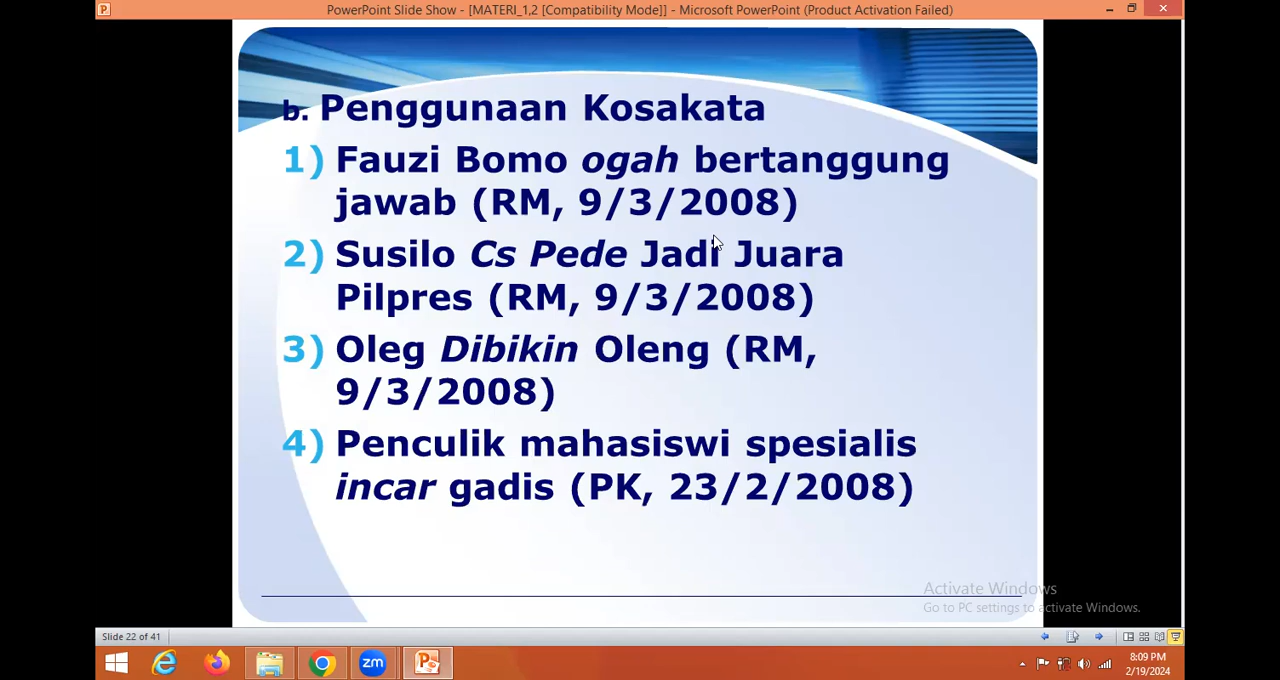 PowerPoint Slide Show - [MATERI_1,2 [Compatibility Mode]] - Microsoft PowerPoint (Product Activation Failed)
b. Penggunaan Kosakata
1) Fauzi Bomo ogah bertanggung
jawab (RM, 9/3/2008)
2) Susilo Cs Pede Jadi Juara
Pilpres (RM, 9/3/2008)
3) Oleg Dibikin Oleng (RM,
9/3/2008)
4) Penculik mahasiswi spesialis
incar gadis (PK, 23/2/2008)
Activate Windows
Go to PC settings to activate Windows.
Slide 22 of 41
zm
8:09 PM
2/19/2024